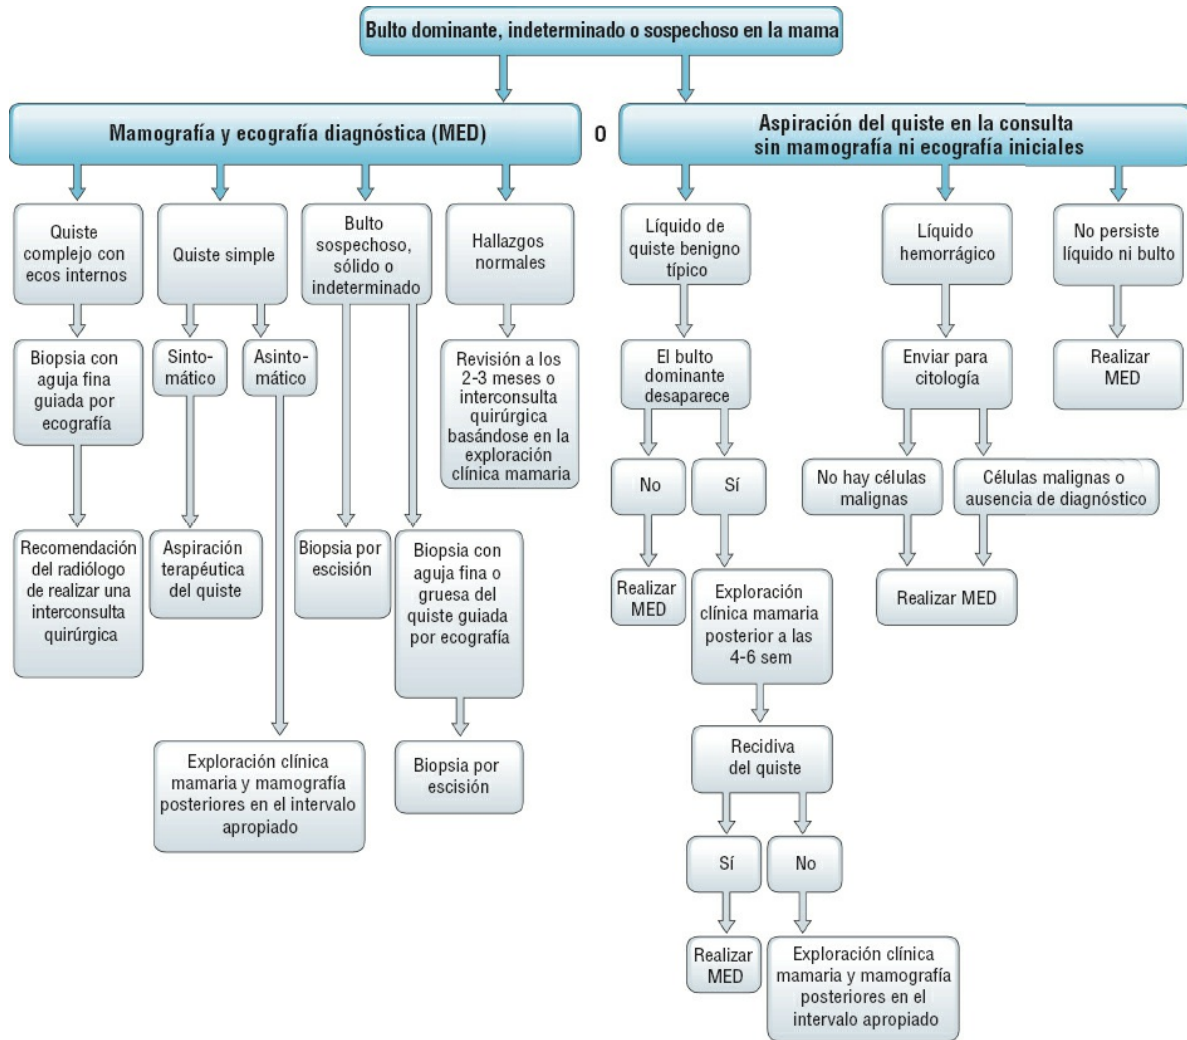 Bulto dominante, indeterminado o sospechoso en la mama
Mamografía y ecografía diagnóstica (MED)
O
Aspiración del quiste en la consulta
sin mamografía ni ecografía iniciales
Quiste
complejo con
ecos internos
Quiste simple
Bulto
sospechoso,
sólido o
indeterminado
Hallazgos
normales
Líquido de
quiste benigno
típico
Líquido
hemorrágico
No persiste
líquido ni bulto
Biopsia con
aguja fina
guiada por
ecografía
Sinto-
mático
Asinto-
mático
Revisión a los
2-3 meses o
interconsulta
quirúrgica
basándose en la
exploración
clínica mamaria
El bulto
dominante
desaparece
Enviar para
citología
Realizar
MED
No
Sí
No hay células
malignas
Células malignas o
ausencia de diagnóstico
Recomendación
del radiólogo
de realizar una
interconsulta
quirúrgica
Aspiración
terapéutica
del quiste
Biopsia por
escisión
Biopsia con
aguja fina o
gruesa del
quiste guiada
por ecografía
Realizar
MED
Exploración
clínica mamaria
posterior a las
4-6 sem
Realizar MED
Exploración clínica
mamaria y mamografía
posteriores en el intervalo
apropiado
Biopsia por
escisión
Recidiva
del quiste
Sí
No
Realizar
MED
Exploración clínica
mamaria y mamografía
posteriores en el
intervalo apropiado